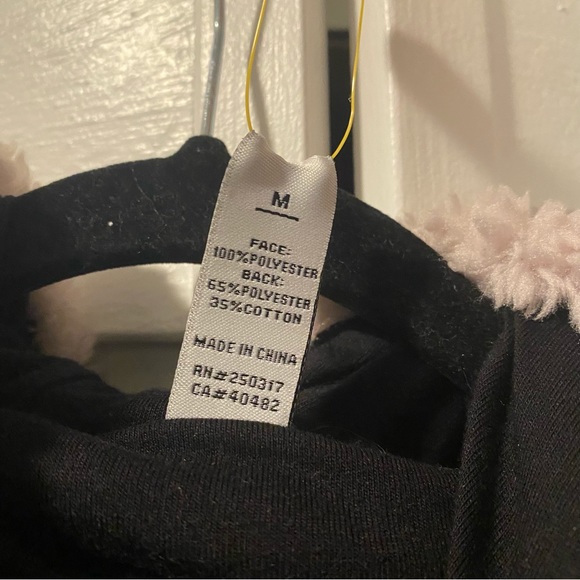 M
FACE:
100%POLYESTER
BACK:
65%POLYESTER
35%COTTON
MADE IN CHINA
RN#250317
CA#40482